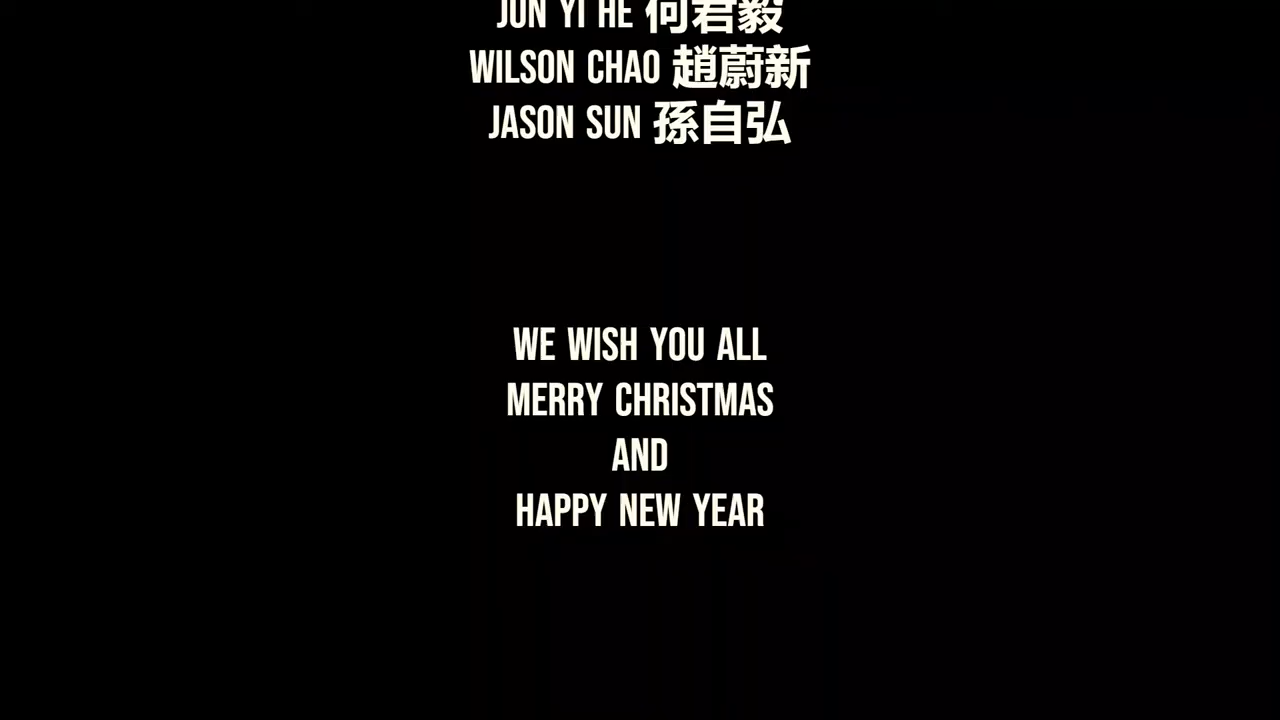 JUN YI HE 何君毅
WILSON CHAO 趙蔚新
JASON SUN 孫自弘
WE WISH YOU ALL
MERRY CHRISTMAS
AND
HAPPY NEW YEAR